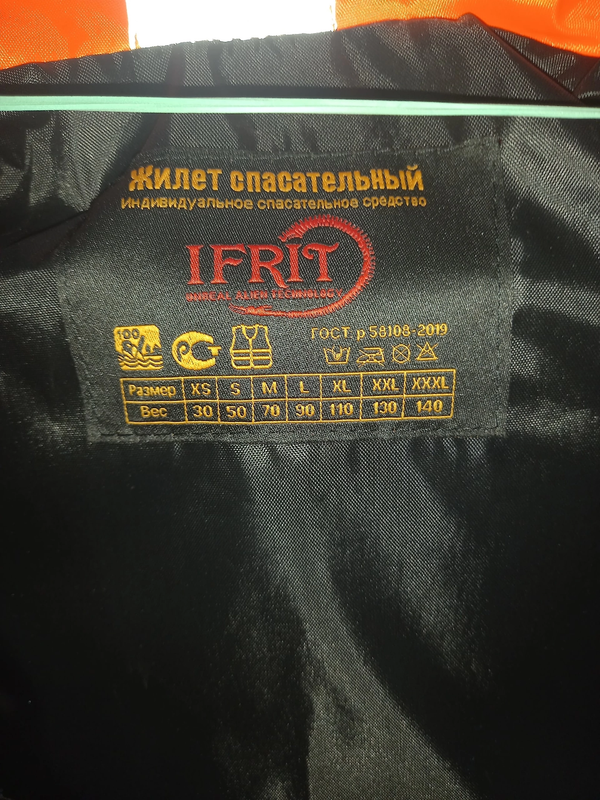 Жилет спасательный
Индивидуальное спасательное средство
IFRIT
100
ГОСТ р 58108-2019
Размер XS S M L XL XXL XXXL
Вес 30 50 70 90 110 130 140